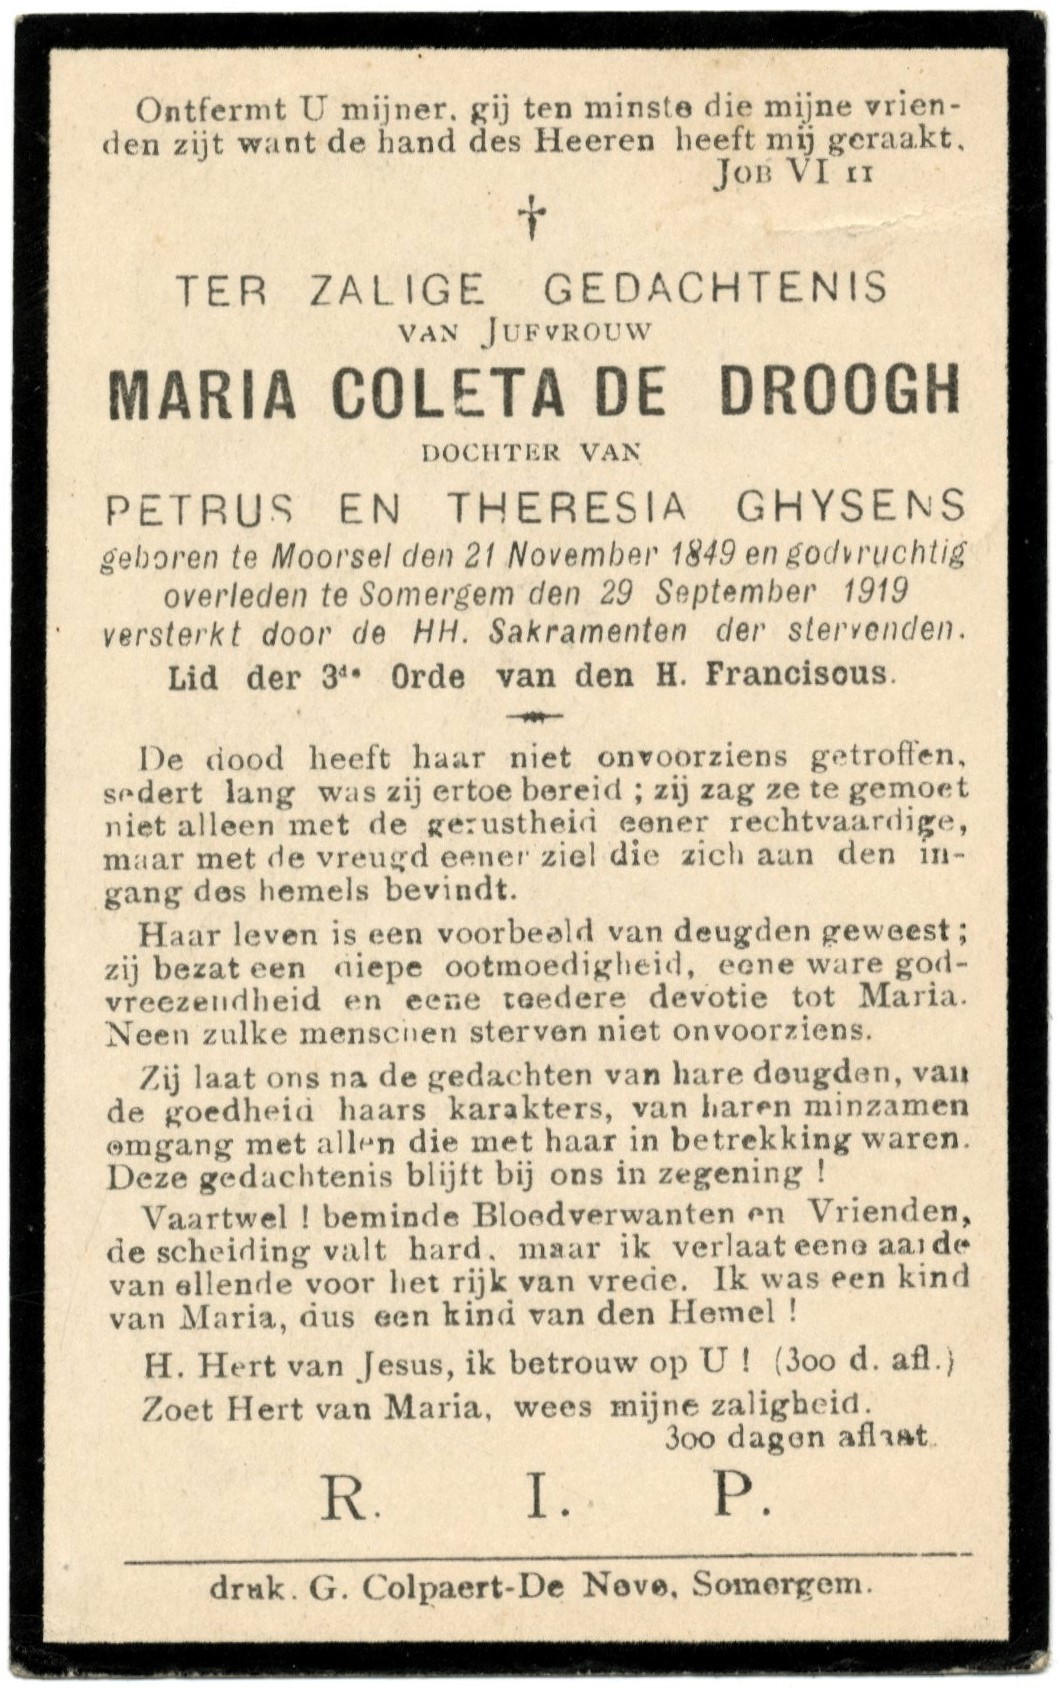 Ontfermt U mijner. gij ten minste die mijne vrien-
den zijt want de hand des Heeren heeft mij geraakt.
JOB VI 11
†
TER ZALIGE GEDACHTENIS
VAN JUFVROUW
MARIA COLETA DE DROOGH
DOCHTER VAN
PETRUS EN THERESIA GHYSENS
geboren te Moorsel den 21 November 1849 en godvruchtig
overleden te Somergem den 29 September 1919
versterkt door de HH. Sakramenten der stervenden.
Lid der 3de Orde van den H. Franciscus.
De dood heeft haar niet onvoorziens getroffen,
sedert lang was zij ertoe bereid ; zij zag ze te gemoet
niet alleen met de gerustheid eener rechtvaardige,
maar met de vreugd eener ziel die zich aan den in-
gang des hemels bevindt.
Haar leven is een voorbeeld van deugden geweest ;
zij bezat een diepe ootmoedigheid, eene ware god-
vreezendheid en eene teedere devotie tot Maria.
Neen zulke menschen sterven niet onvoorziens.
Zij laat ons na de gedachten van hare deugden, van
de goedheid haars karakters, van haren minzamen
omgang met allen die met haar in betrekking waren.
Deze gedachtenis blijft bij ons in zegening !
Vaartwel ! beminde Bloedverwanten en Vrienden,
de scheiding valt hard. maar ik verlaat eene aarde
van ellende voor het rijk van vrede. Ik was een kind
van Maria, dus een kind van den Hemel !
H. Hert van Jesus, ik betrouw op U ! (300 d. afl.)
Zoet Hert van Maria, wees mijne zaligheid.
300 dagen aflaat.
R. I. P.
druk. G. Colpaert-De Neve, Somergem.